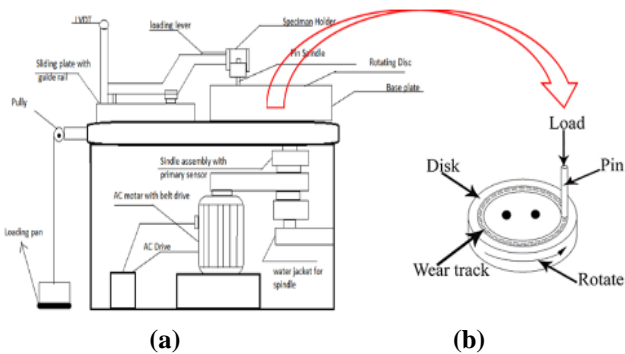 LVDT
loading lever
Speciman Holder
Pin Spindle
Sliding plate with
guide rail
Rotating Disc
Base plate
Pully
Sindle assembly with
primary sensor
AC motar with belt drive
AC Drive
Loading pan
water jacket for
spindle
(a)
Load
Disk
Pin
Wear track
Rotate
(b)